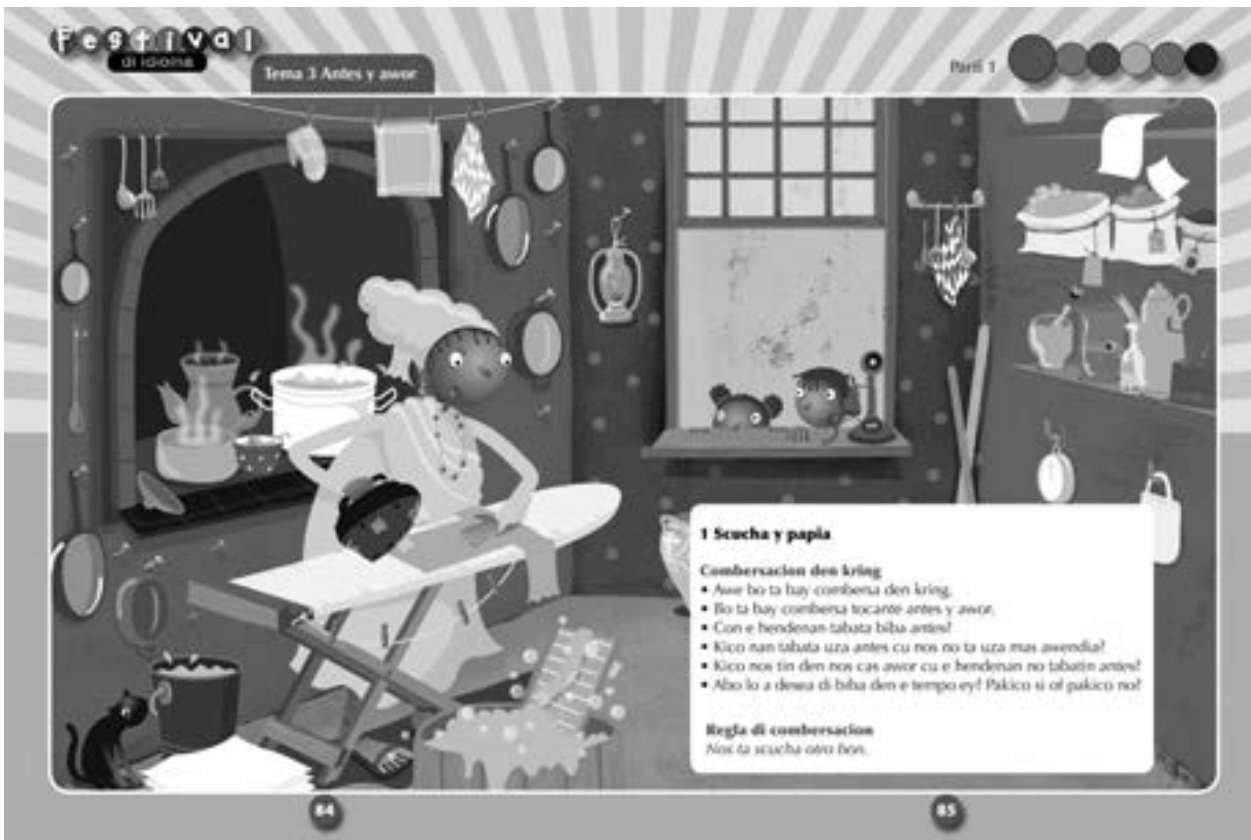 Festival
di idioma
Tema 3 Antes y awor
Parti 1
1 Scucha y papia
Combersacion den kring
• Awe bo ta bay combersa den kring.
• Bo ta bay combersa tocante antes y awor.
• Con e hendenan tabata biba antes?
• Kico nan tabata uza antes cu nos no ta uza mas awendia?
• Kico nos tin den nos cas awor cu e hendenan no tabatin antes?
• Abo lo a desea di biba den e tempo ey? Pakico si of pakico no?
Regla di combersacion
Nos ta scucha otro bon.
84
85